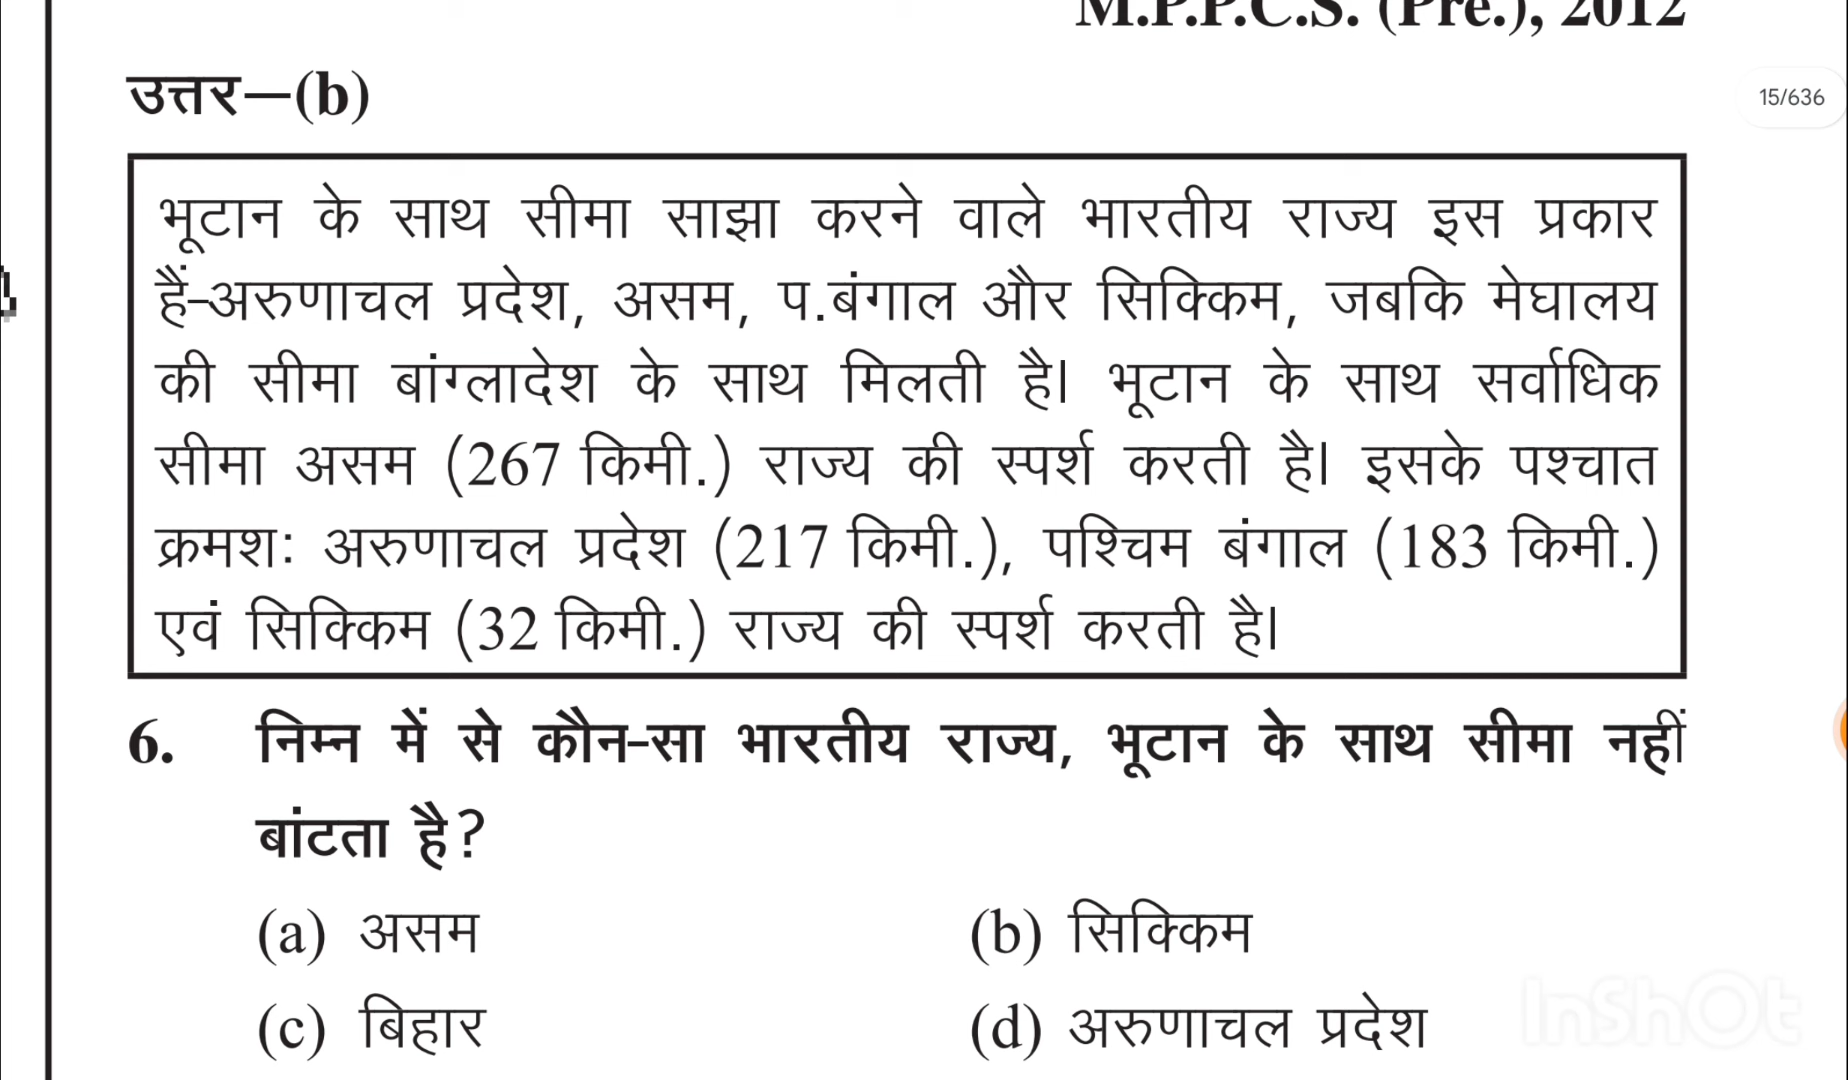 M.P.P.C.S. (Pre.), 2012
उत्तर—(b)
15/636
भूटान के साथ सीमा साझा करने वाले भारतीय राज्य इस प्रकार
हैं-अरुणाचल प्रदेश, असम, प.बंगाल और सिक्किम, जबकि मेघालय
की सीमा बांग्लादेश के साथ मिलती है। भूटान के साथ सर्वाधिक
सीमा असम (267 किमी.) राज्य की स्पर्श करती है। इसके पश्चात
क्रमशः अरुणाचल प्रदेश (217 किमी.), पश्चिम बंगाल (183 किमी.)
एवं सिक्किम (32 किमी.) राज्य की स्पर्श करती है।
6. निम्न में से कौन-सा भारतीय राज्य, भूटान के साथ सीमा नहीं
बांटता है?
(a) असम (b) सिक्किम
(c) बिहार (d) अरुणाचल प्रदेश
InShOt